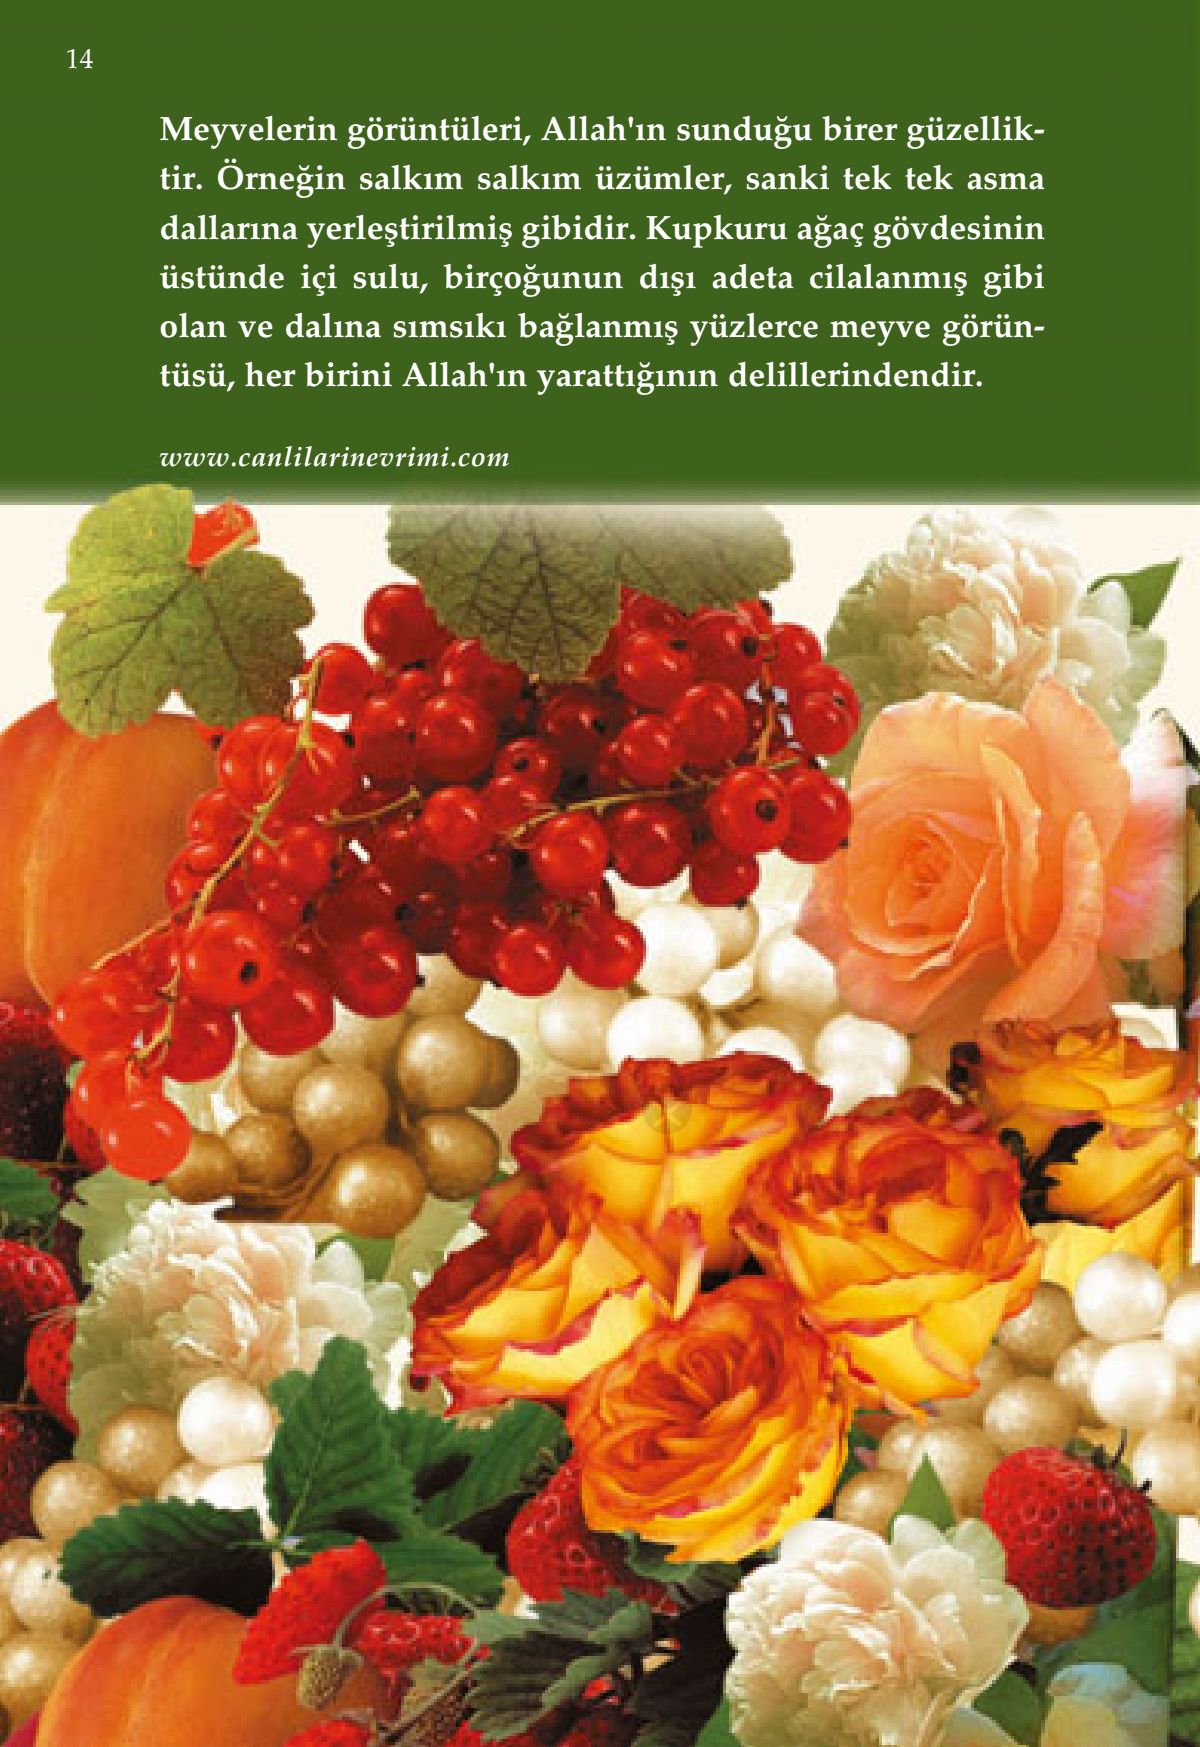 14
Meyvelerin görüntüleri, Allah'ın sunduğu birer güzellik-
tir. Örneğin salkım salkım üzümler, sanki tek tek asma
dallarına yerleştirilmiş gibidir. Kupkuru ağaç gövdesinin
üstünde içi sulu, birçoğunun dışı adeta cilalanmış gibi
olan ve dalına sımsıkı bağlanmış yüzlerce meyve görün-
tüsü, her birini Allah'ın yarattığının delillerindendir.
www.canlilarinevrimi.com